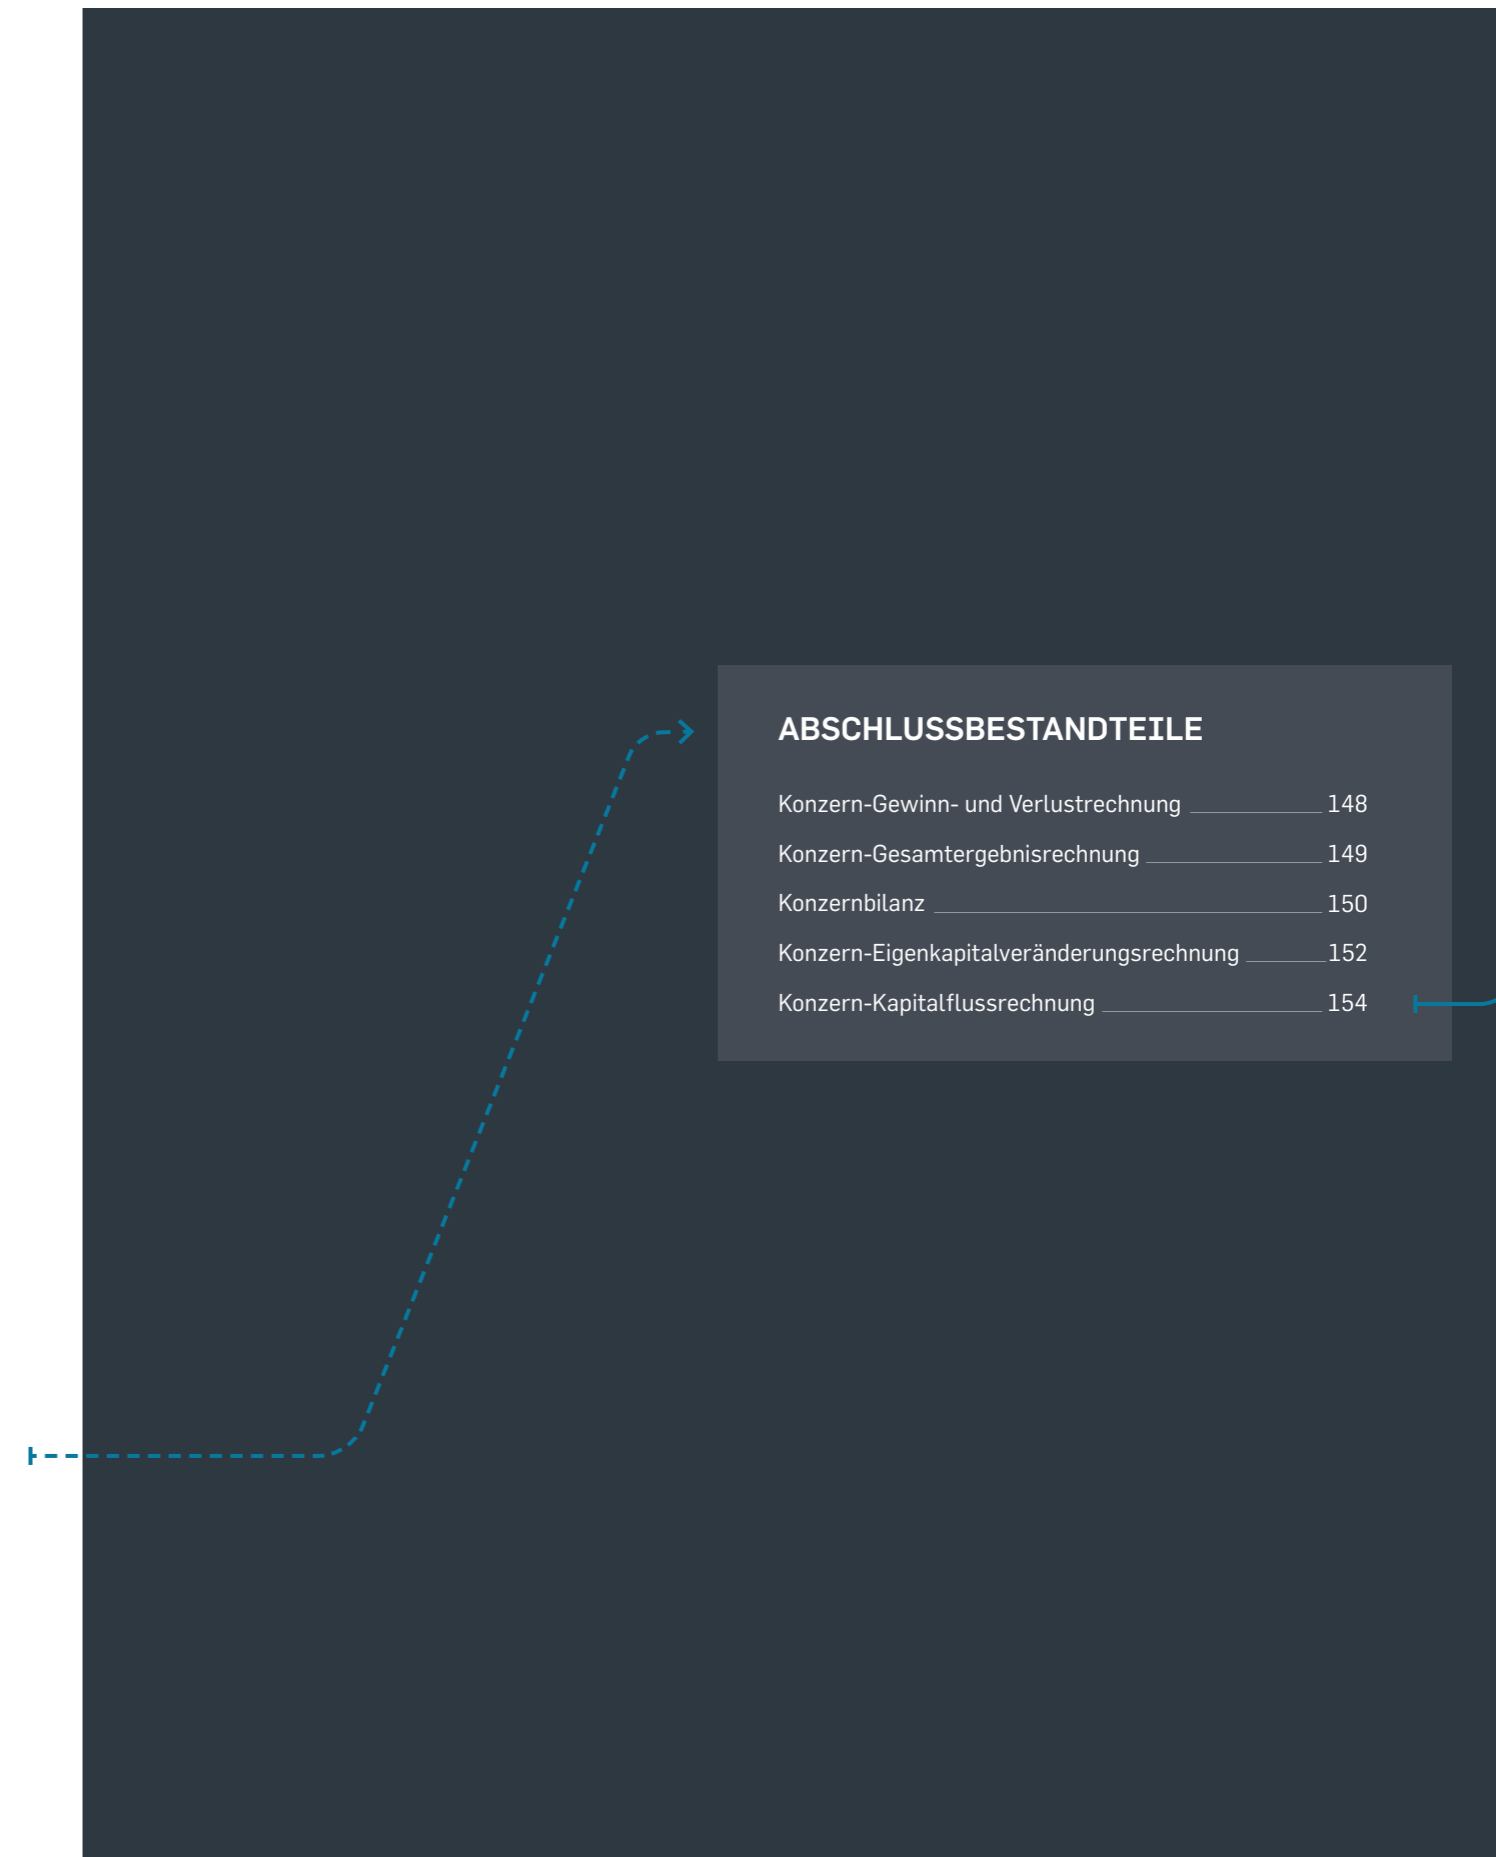 ABSCHLUSSBESTANDTEILE
Konzern-Gewinn- und Verlustrechnung 148
Konzern-Gesamtergebnisrechnung 149
Konzernbilanz 150
Konzern-Eigenkapitalveränderungsrechnung 152
Konzern-Kapitalflussrechnung 154